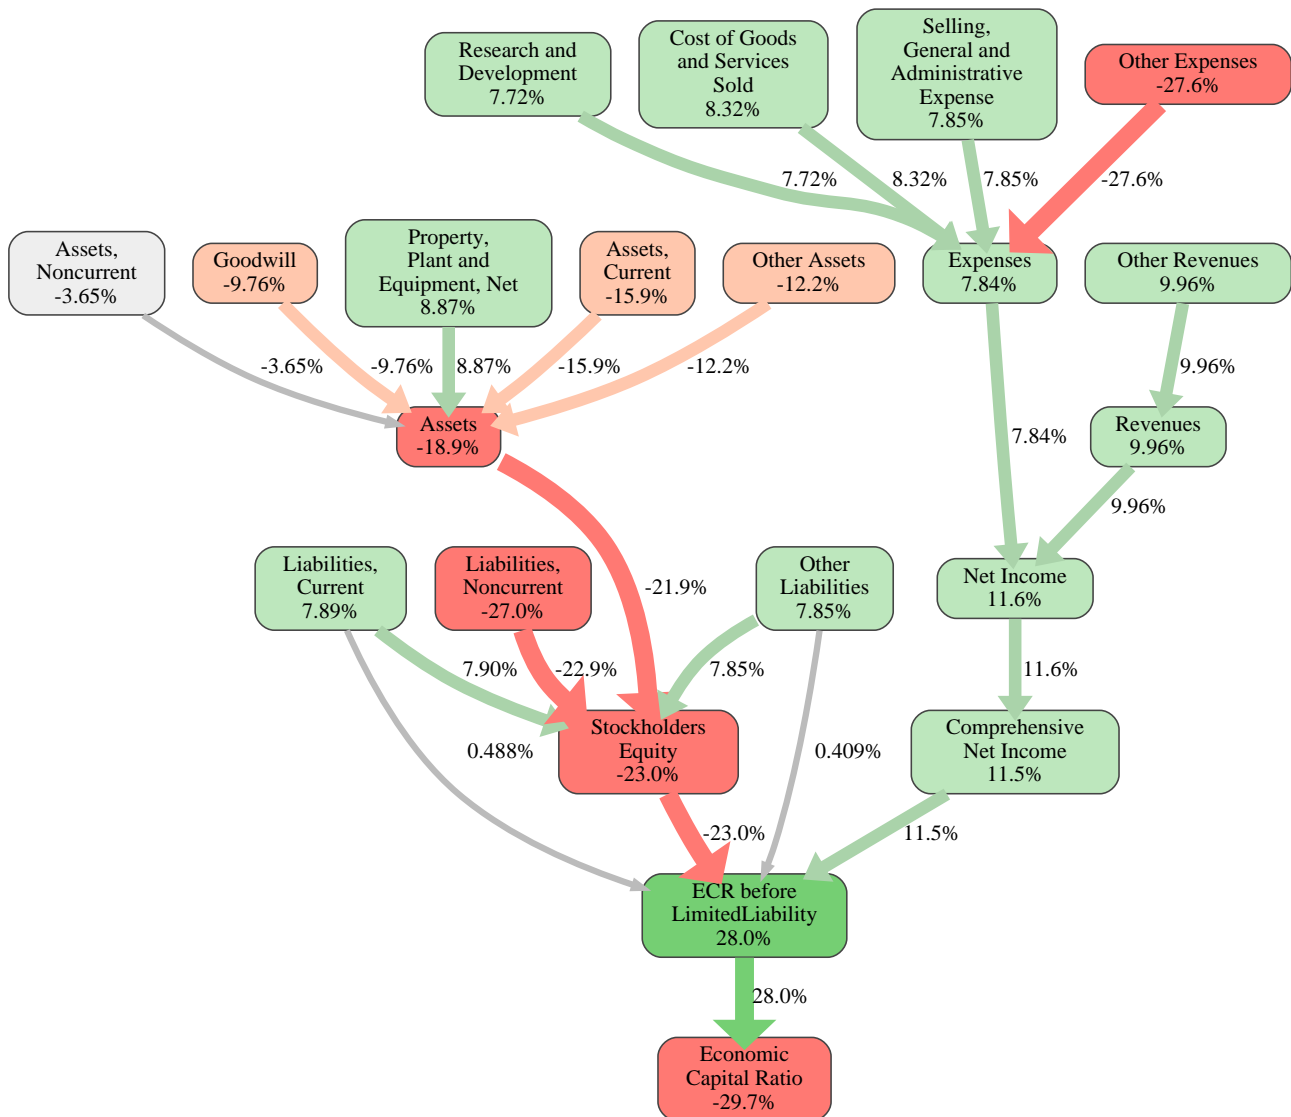 Research and
Development
7.72%
Cost of Goods
and Services
Sold
8.32%
Selling,
General and
Administrative
Expense
7.85%
Other Expenses
-27.6%
7.72%
8.32%
7.85%
-27.6%
Assets,
Noncurrent
-3.65%
Goodwill
-9.76%
Property,
Plant and
Equipment, Net
8.87%
Assets,
Current
-15.9%
Other Assets
-12.2%
Expenses
7.84%
Other Revenues
9.96%
-3.65%
-9.76%
8.87%
-15.9%
-12.2%
9.96%
Assets
-18.9%
7.84%
Revenues
9.96%
9.96%
Liabilities,
Current
7.89%
Liabilities,
Noncurrent
-27.0%
-21.9%
Other
Liabilities
7.85%
Net Income
11.6%
7.90%
-22.9%
7.85%
11.6%
0.488%
Stockholders
Equity
-23.0%
0.409%
Comprehensive
Net Income
11.5%
-23.0%
11.5%
ECR before
LimitedLiability
28.0%
28.0%
Economic
Capital Ratio
-29.7%